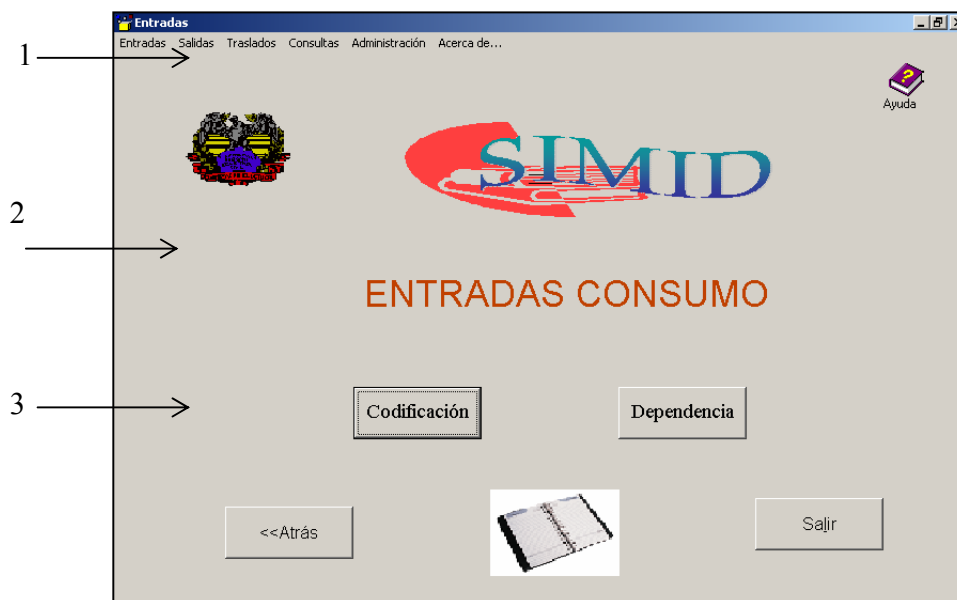 Entradas
Entradas Salidas Traslados Consultas Administración Acerca de...
1
Ayuda
SIMID
2
ENTRADAS CONSUMO
3
Codificación Dependencia
<<Atrás Salir